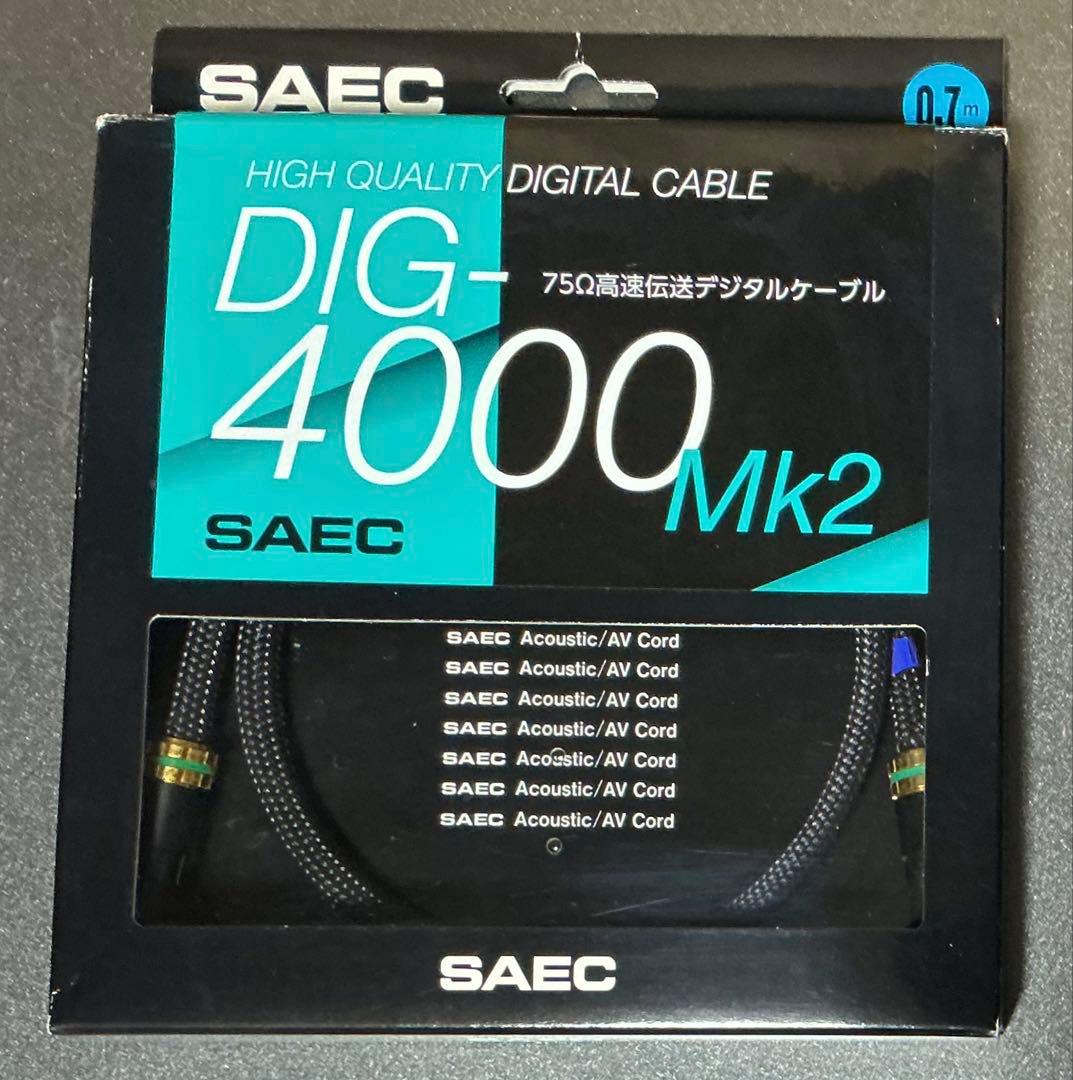 SAEC
0.7m
HIGH QUALITY DIGITAL CABLE
DIG-
75Ω高速伝送デジタルケーブル
4000
Mk2
SAEC
SAEC Acoustic/AV Cord
SAEC Acoustic/AV Cord
SAEC Acoustic/AV Cord
SAEC Acoustic/AV Cord
SAEC Acoustic/AV Cord
SAEC Acoustic/AV Cord
SAEC Acoustic/AV Cord
SAEC